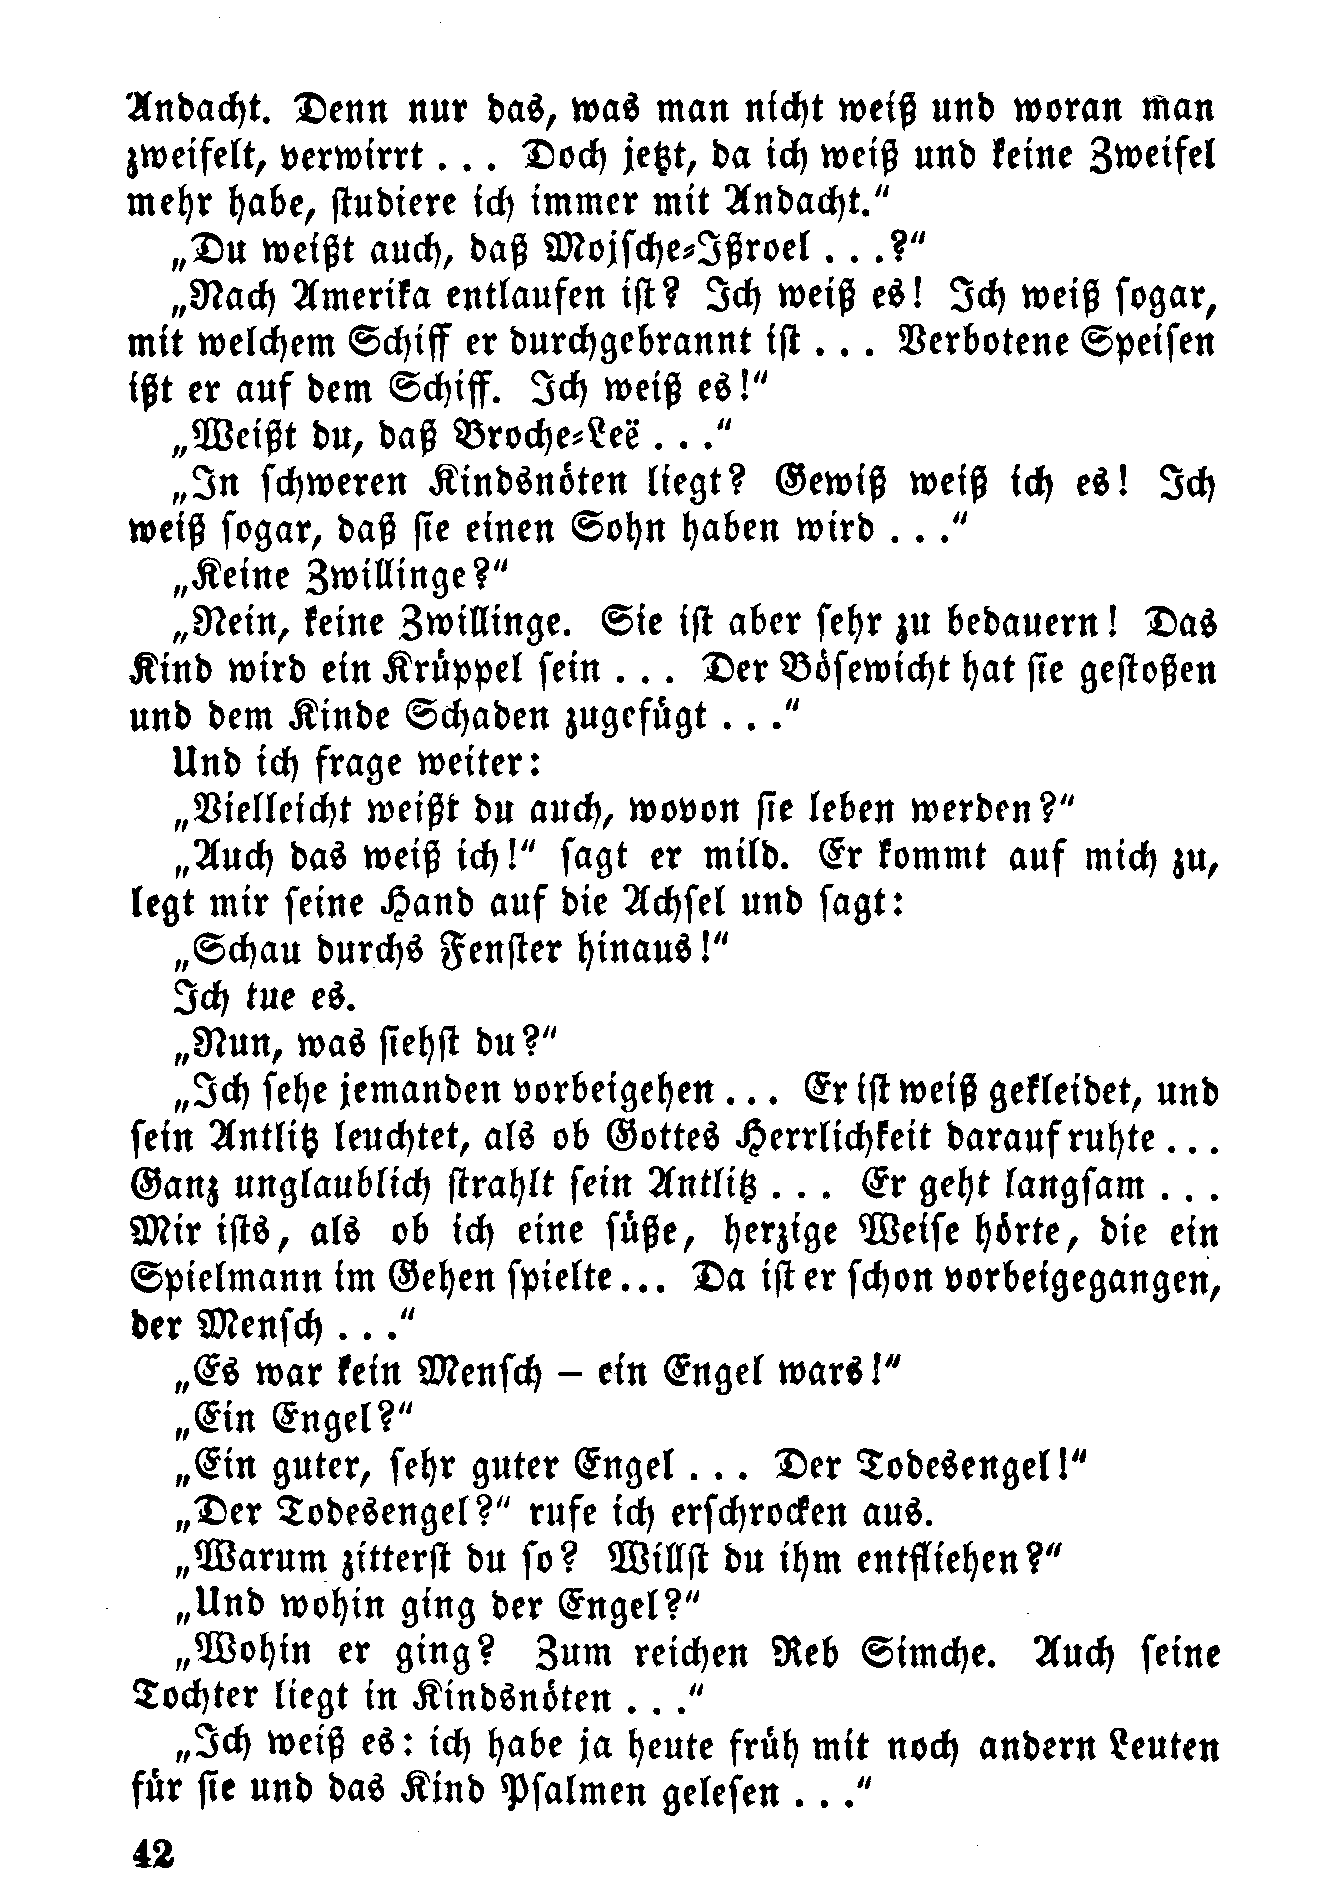 Andacht. Denn nur das, was man nicht weiß und woran man
zweifelt, verwirrt . . . Doch jetzt, da ich weiß und keine Zweifel
mehr habe, studiere ich immer mit Andacht.“
„Du weißt auch, daß Mojsche-Ißroel . . .?“
„Nach Amerika entlaufen ist? Ich weiß es! Ich weiß sogar,
mit welchem Schiff er durchgebrannt ist . . . Verbotene Speisen
ißt er auf dem Schiff. Ich weiß es!“
„Weißt du, daß Broche-Leë . . .“
„In schweren Kindsnöten liegt? Gewiß weiß ich es! Ich
weiß sogar, daß sie einen Sohn haben wird . . .“
„Keine Zwillinge?“
„Nein, keine Zwillinge. Sie ist aber sehr zu bedauern! Das
Kind wird ein Krüppel sein . . . Der Bösewicht hat sie gestoßen
und dem Kinde Schaden zugefügt . . .“
Und ich frage weiter:
„Vielleicht weißt du auch, wovon sie leben werden?“
„Auch das weiß ich!“ sagt er mild. Er kommt auf mich zu,
legt mir seine Hand auf die Achsel und sagt:
„Schau durchs Fenster hinaus!“
Ich tue es.
„Nun, was siehst du?“
„Ich sehe jemanden vorbeigehen . . . Er ist weiß gekleidet, und
sein Antlitz leuchtet, als ob Gottes Herrlichkeit darauf ruhte . . .
Ganz unglaublich strahlt sein Antlitz . . . Er geht langsam . . .
Mir ists, als ob ich eine süße, herzige Weise hörte, die ein
Spielmann im Gehen spielte . . . Da ist er schon vorbeigegangen,
der Mensch . . .“
„Es war kein Mensch – ein Engel wars!“
„Ein Engel?“
„Ein guter, sehr guter Engel . . . Der Todesengel!“
„Der Todesengel?“ rufe ich erschrocken aus.
„Warum zitterst du so? Willst du ihm entfliehen?“
„Und wohin ging der Engel?“
„Wohin er ging? Zum reichen Reb Simche. Auch seine
Tochter liegt in Kindsnöten . . .“
„Ich weiß es: ich habe ja heute früh mit noch andern Leuten
für sie und das Kind Psalmen gelesen . . .“
42